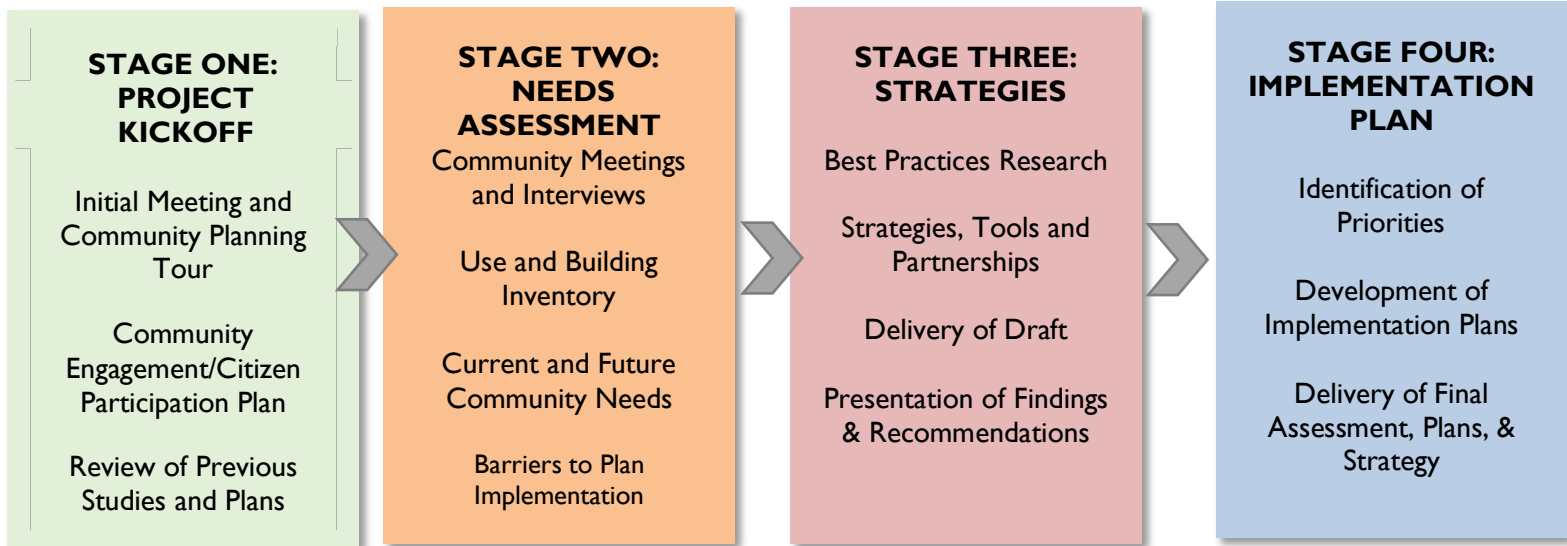 STAGE ONE:
PROJECT
KICKOFF
Initial Meeting and
Community Planning
Tour
Community
Engagement/Citizen
Participation Plan
Review of Previous
Studies and Plans
STAGE TWO:
NEEDS
ASSESSMENT
Community Meetings
and Interviews
Use and Building
Inventory
Current and Future
Community Needs
Barriers to Plan
Implementation
STAGE THREE:
STRATEGIES
Best Practices Research
Strategies, Tools and
Partnerships
Delivery of Draft
Presentation of Findings
& Recommendations
STAGE FOUR:
IMPLEMENTATION
PLAN
Identification of
Priorities
Development of
Implementation Plans
Delivery of Final
Assessment, Plans, &
Strategy